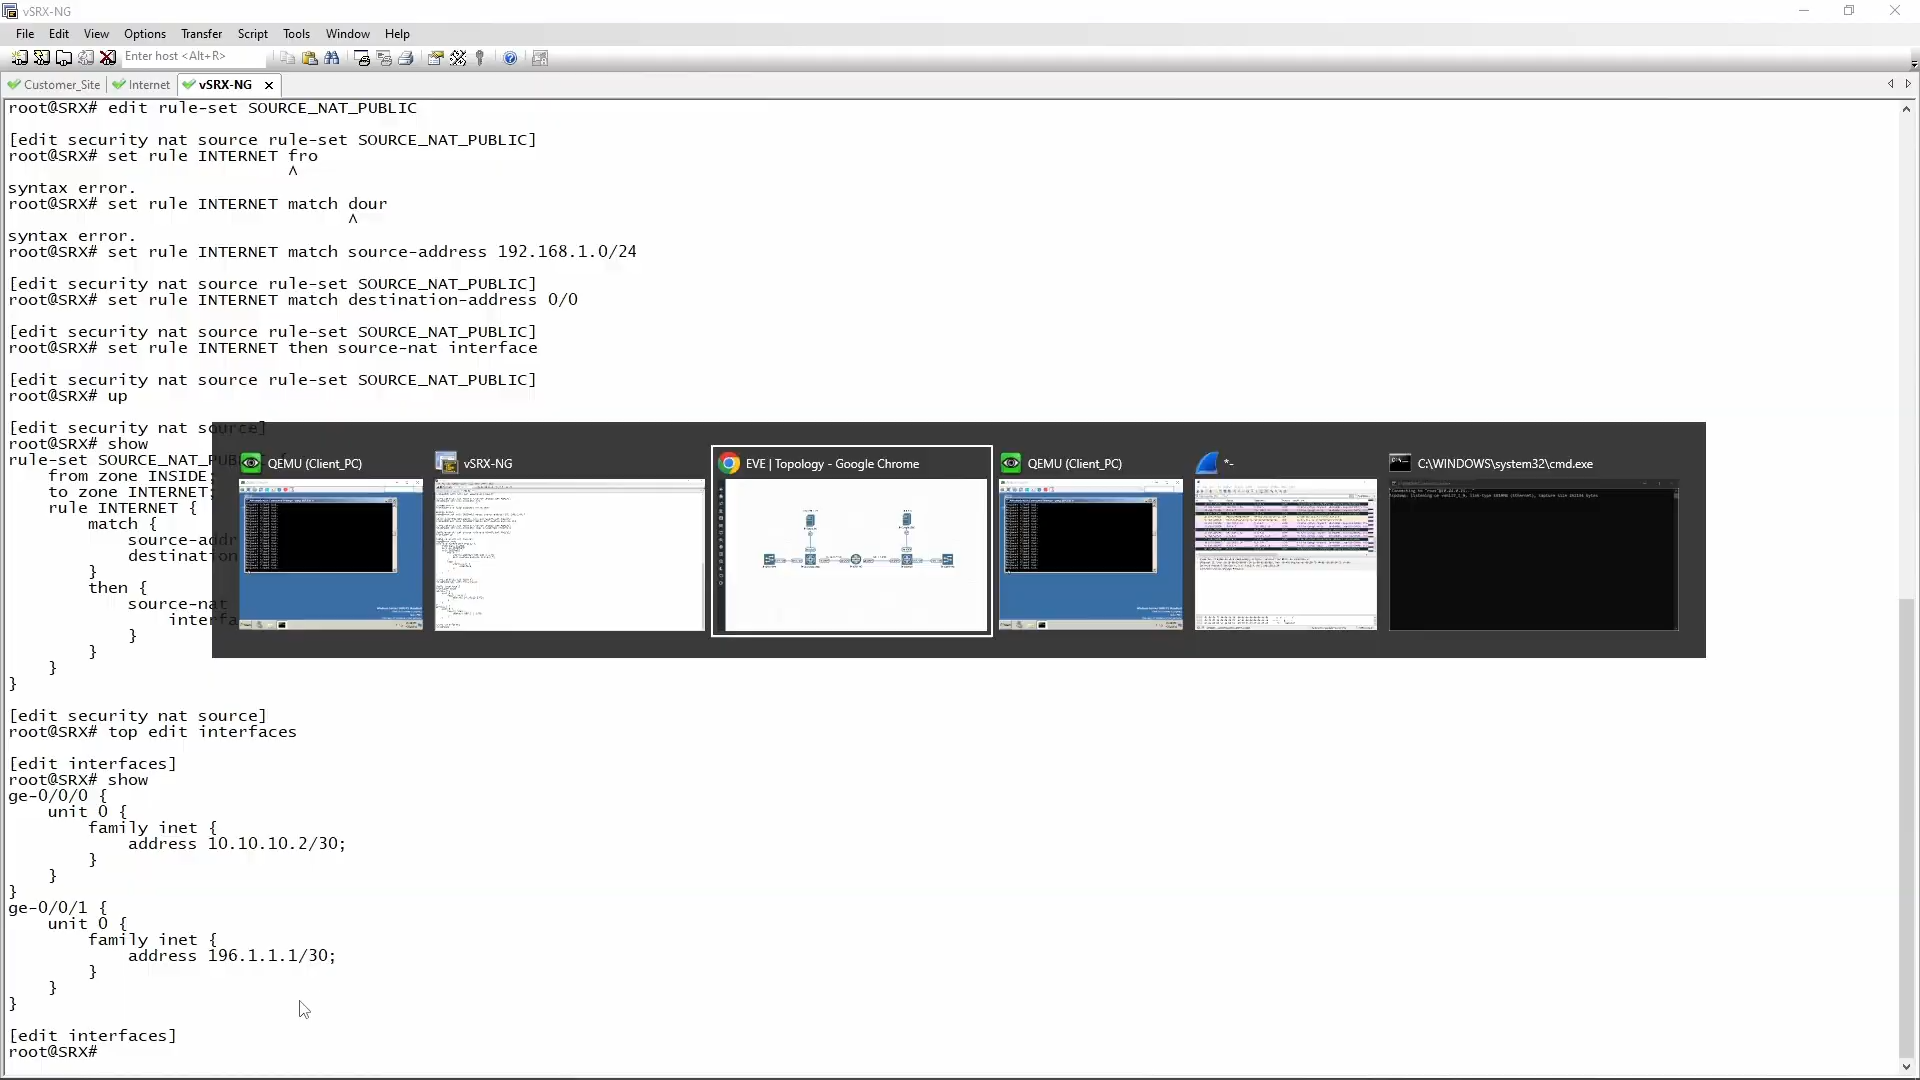 vSRX-NG
File Edit View Options Transfer Script Tools Window Help
Enter host <Alt+R>
Customer_Site Internet vSRX-NG
root@SRX# edit rule-set SOURCE_NAT_PUBLIC
[edit security nat source rule-set SOURCE_NAT_PUBLIC]
root@SRX# set rule INTERNET fro
^
syntax error.
root@SRX# set rule INTERNET match dour
^
syntax error.
root@SRX# set rule INTERNET match source-address 192.168.1.0/24
[edit security nat source rule-set SOURCE_NAT_PUBLIC]
root@SRX# set rule INTERNET match destination-address 0/0
[edit security nat source rule-set SOURCE_NAT_PUBLIC]
root@SRX# set rule INTERNET then source-nat interface
[edit security nat source rule-set SOURCE_NAT_PUBLIC]
root@SRX# up
[edit security nat source]
root@SRX# show
rule-set SOURCE_NAT_PUB
from zone INSIDE;
to zone INTERNET;
rule INTERNET {
match {
source-addr
destination
}
then {
source-nat
interfa
}
}
}
}
QEMU (Client_PC)
vSRX-NG
EVE | Topology - Google Chrome
QEMU (Client_PC)
*-
C:\WINDOWS\system32\cmd.exe
[edit security nat source]
root@SRX# top edit interfaces
[edit interfaces]
root@SRX# show
ge-0/0/0 {
unit 0 {
family inet {
address 10.10.10.2/30;
}
}
}
ge-0/0/1 {
unit 0 {
family inet {
address 196.1.1.1/30;
}
}
}
[edit interfaces]
root@SRX#